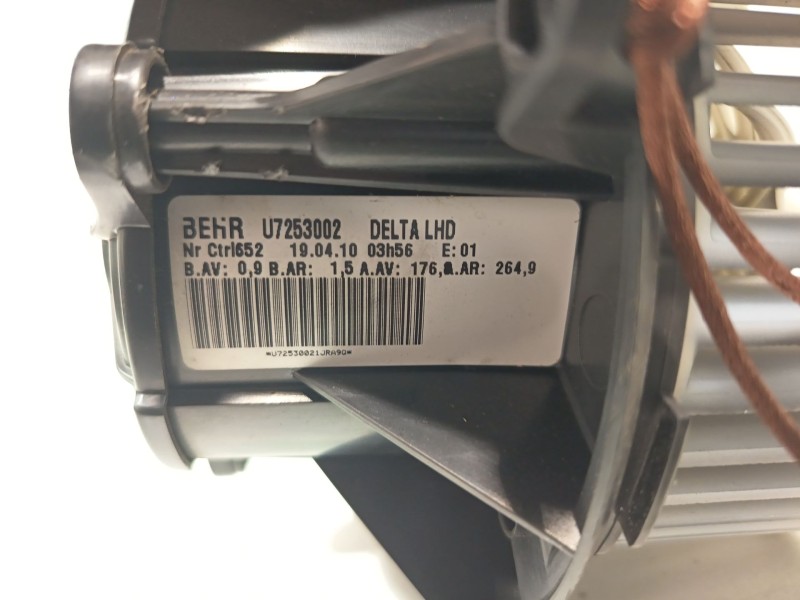 BEHR U7253002 DELTA LHD
Nr Ctrl652 19.04.10 03h56 E:01
B.AV: 0,9 B.AR: 1,5 A.AV: 176, A.AR: 264,9
*U72530021JRA9Q*